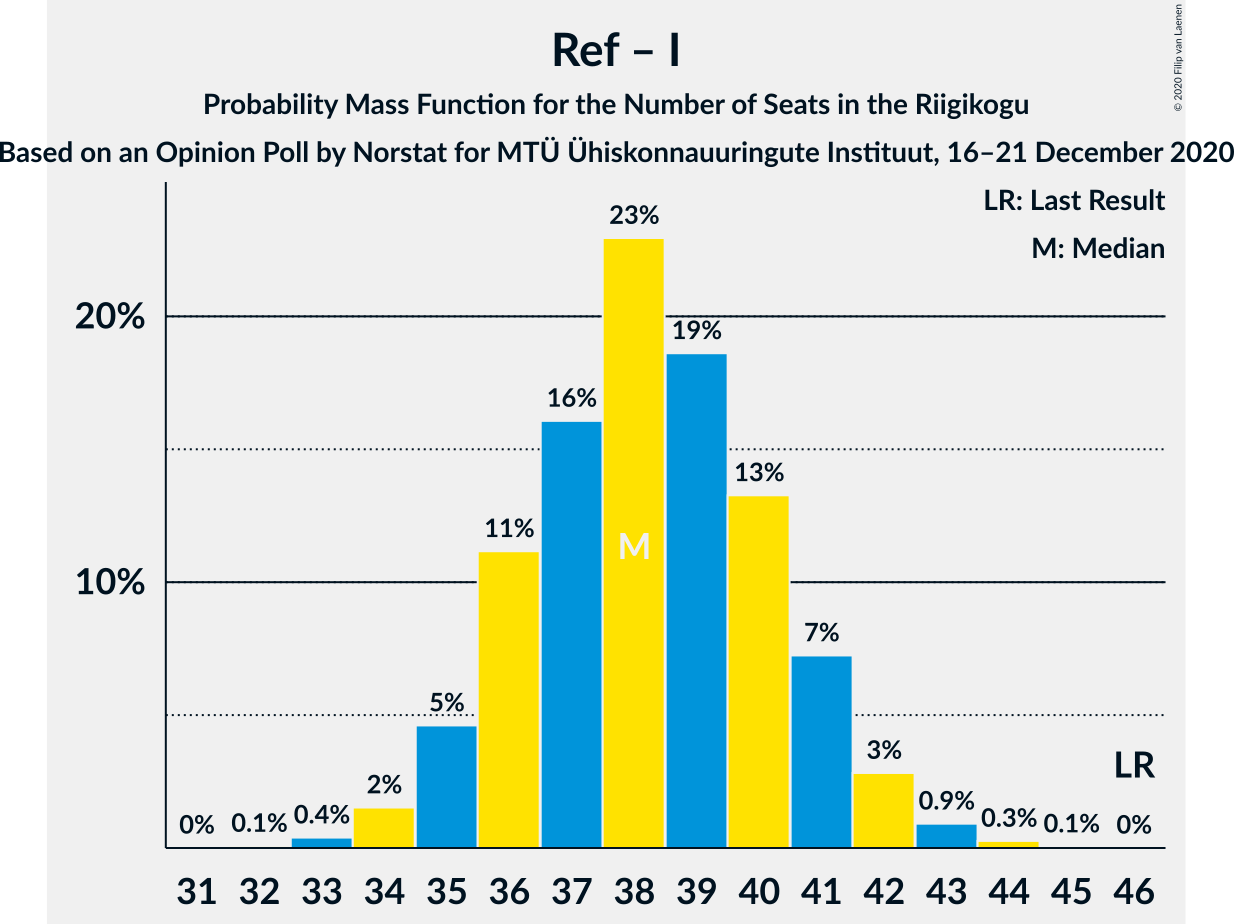 Ref – I
Probability Mass Function for the Number of Seats in the Riigikogu
Based on an Opinion Poll by Norstat for MTÜ Ühiskonnauuringute Instituut, 16–21 December 2020
© 2020 Filip van Laenen
LR: Last Result
M: Median
23%
20%
19%
16%
13%
11%
M
10%
7%
5%
3%
LR
2%
0% 0.1% 0.4% 0.9% 0.3% 0.1% 0%
31 32 33 34 35 36 37 38 39 40 41 42 43 44 45 46